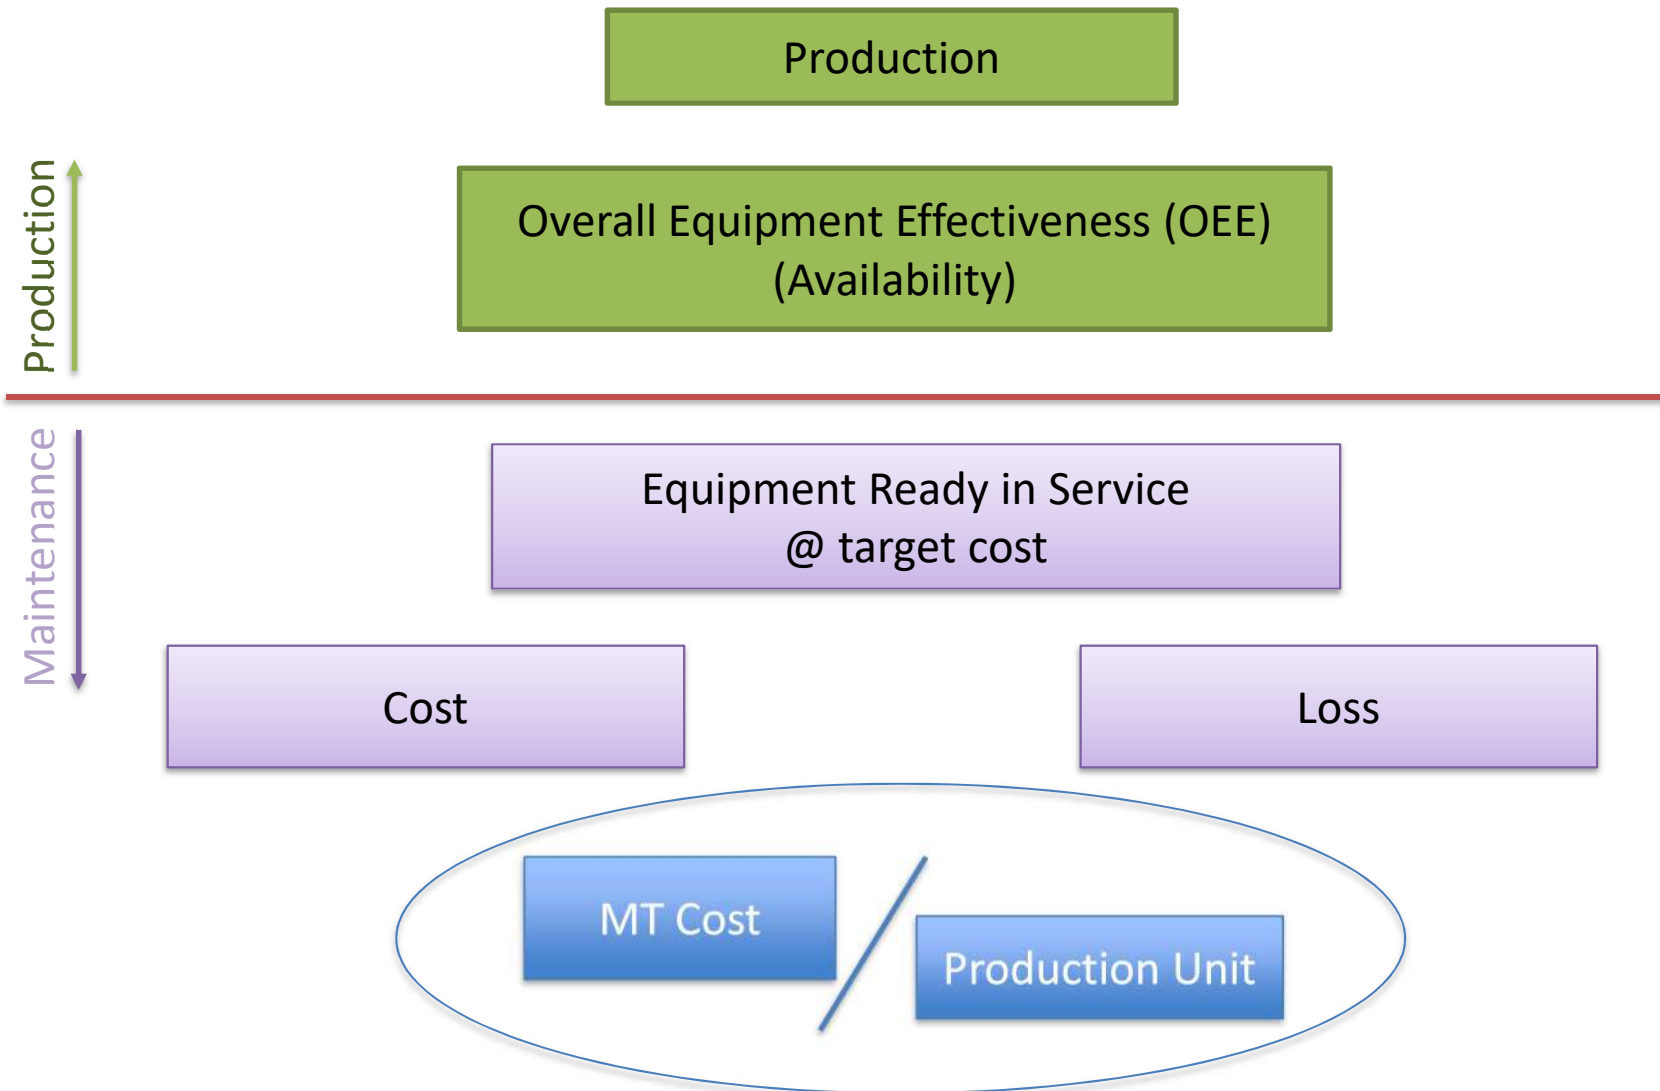 Production
Production
Overall Equipment Effectiveness (OEE)
(Availability)
Maintenance
Equipment Ready in Service
@ target cost
Cost
Loss
MT Cost
/
Production Unit